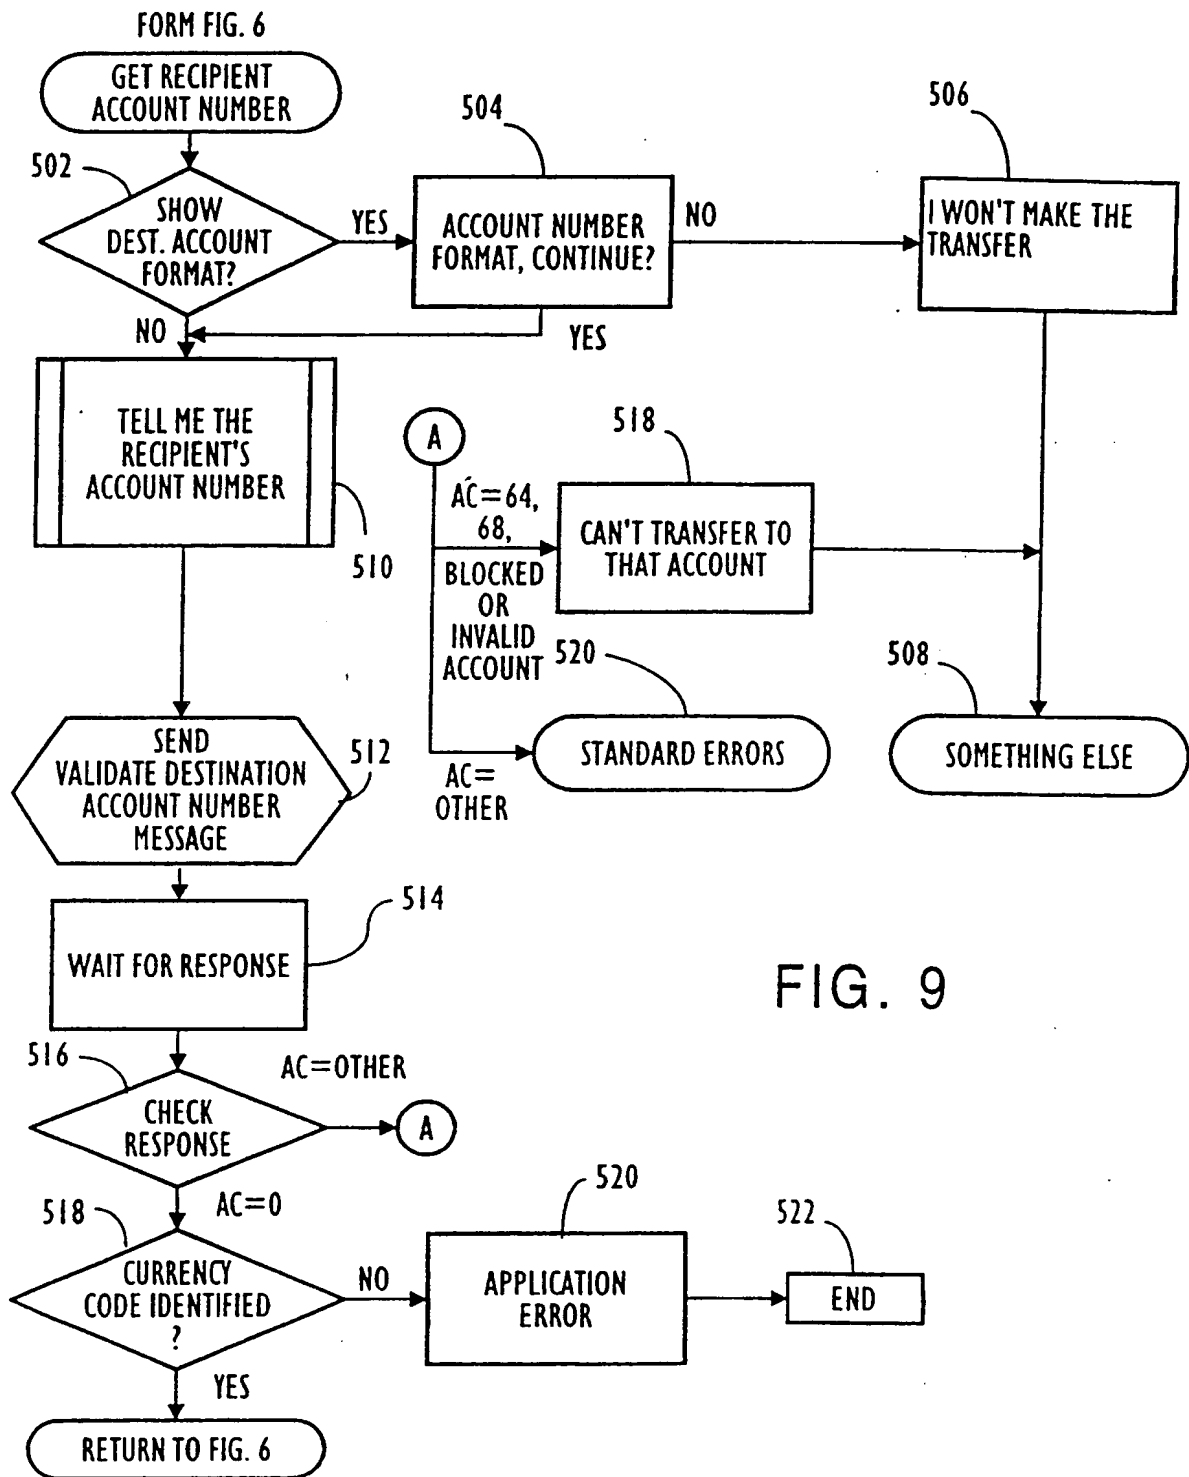 FORM FIG. 6
GET RECIPIENT
ACCOUNT NUMBER
502
SHOW
DEST. ACCOUNT
FORMAT?
YES
504
ACCOUNT NUMBER
FORMAT, CONTINUE?
NO
506
I WON'T MAKE THE
TRANSFER
NO
YES
TELL ME THE
RECIPIENT'S
ACCOUNT NUMBER
510
A
AC=64,
68,
BLOCKED
OR
INVALID
ACCOUNT
518
CAN'T TRANSFER TO
THAT ACCOUNT
520
STANDARD ERRORS
AC=
OTHER
508
SOMETHING ELSE
SEND
VALIDATE DESTINATION
ACCOUNT NUMBER
MESSAGE
512
WAIT FOR RESPONSE
514
FIG. 9
516
CHECK
RESPONSE
AC=OTHER
A
AC=0
518
CURRENCY
CODE IDENTIFIED
?
NO
520
APPLICATION
ERROR
522
END
YES
RETURN TO FIG. 6